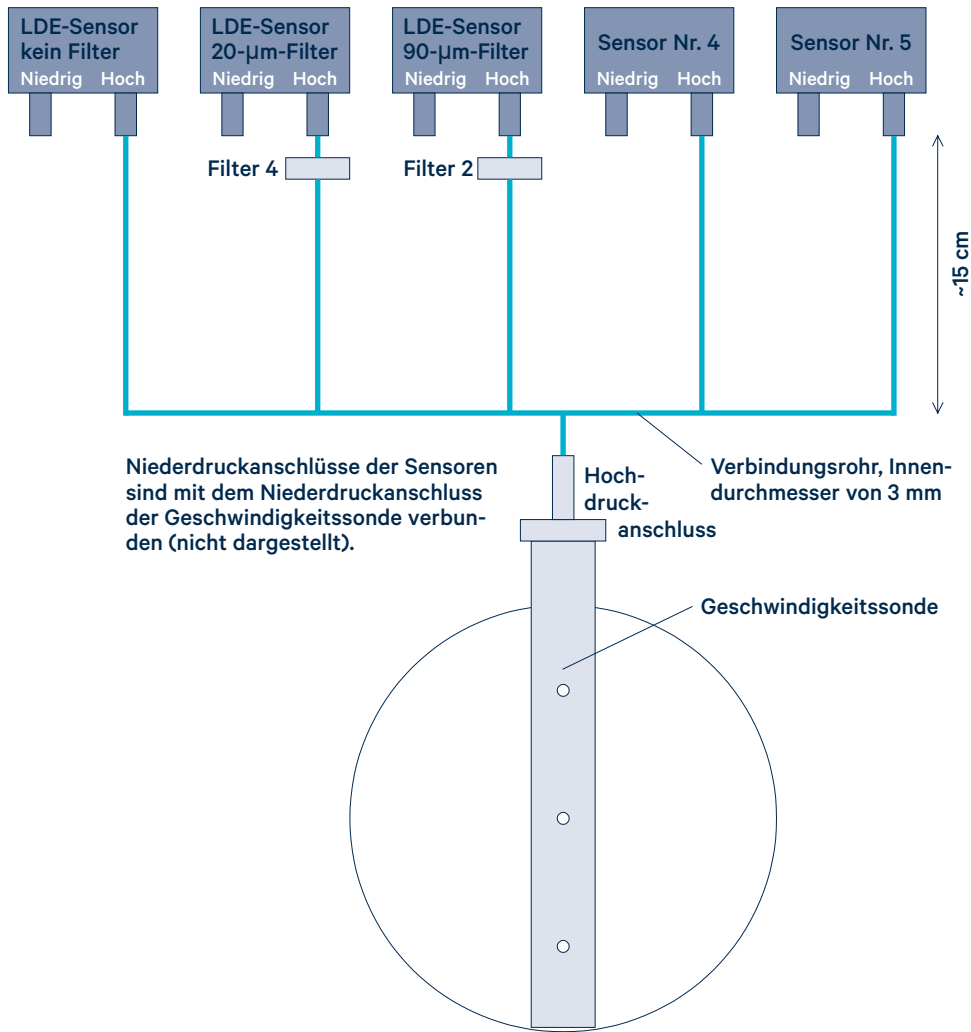 LDE-Sensor
kein Filter
Niedrig Hoch
LDE-Sensor
20-µm-Filter
Niedrig Hoch
LDE-Sensor
90-µm-Filter
Niedrig Hoch
Sensor Nr. 4
Niedrig Hoch
Sensor Nr. 5
Niedrig Hoch
Filter 4
Filter 2
~15 cm
Niederdruckanschlüsse der Sensoren
sind mit dem Niederdruckanschluss
der Geschwindigkeitssonde verbun-
den (nicht dargestellt).
Hoch-
druck-
anschluss
Verbindungsrohr, Innen-
durchmesser von 3 mm
Geschwindigkeitssonde